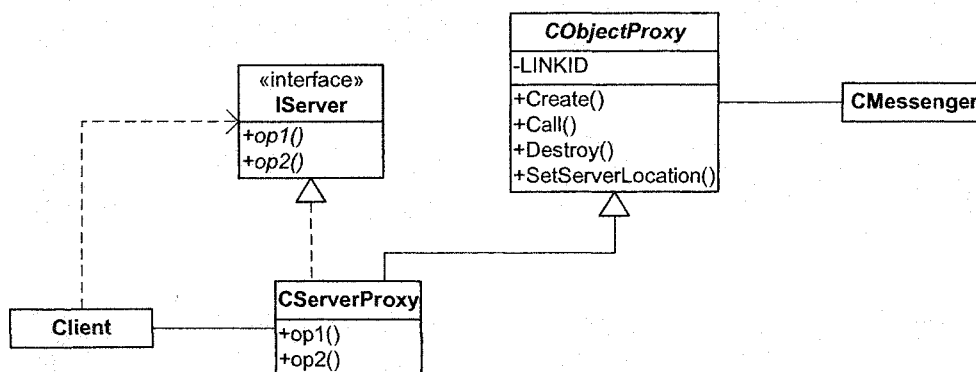 CObjectProxy
-LINKID
+Create()
+Call()
+Destroy()
+SetServerLocation()
CMessenger
«interface»
IServer
+op1()
+op2()
CServerProxy
+op1()
+op2()
Client